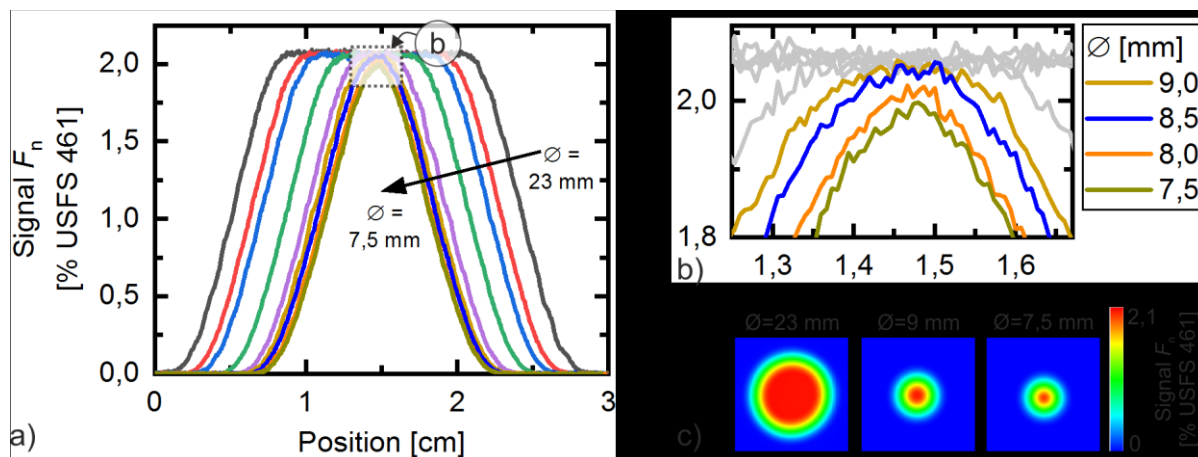 b
2,0
1,5
1,0
0,5
0,0
Signal Fn
[% USFS 461]
Ø =
23 mm
Ø =
7,5 mm
0
1
2
3
Position [cm]
a)
2,0
1,8
1,3
1,4
1,5
1,6
b)
Ø [mm]
9,0
8,5
8,0
7,5
Ø=23 mm
Ø=9 mm
Ø=7,5 mm
2,1
0
Signal Fn
[% USFS 461]
c)